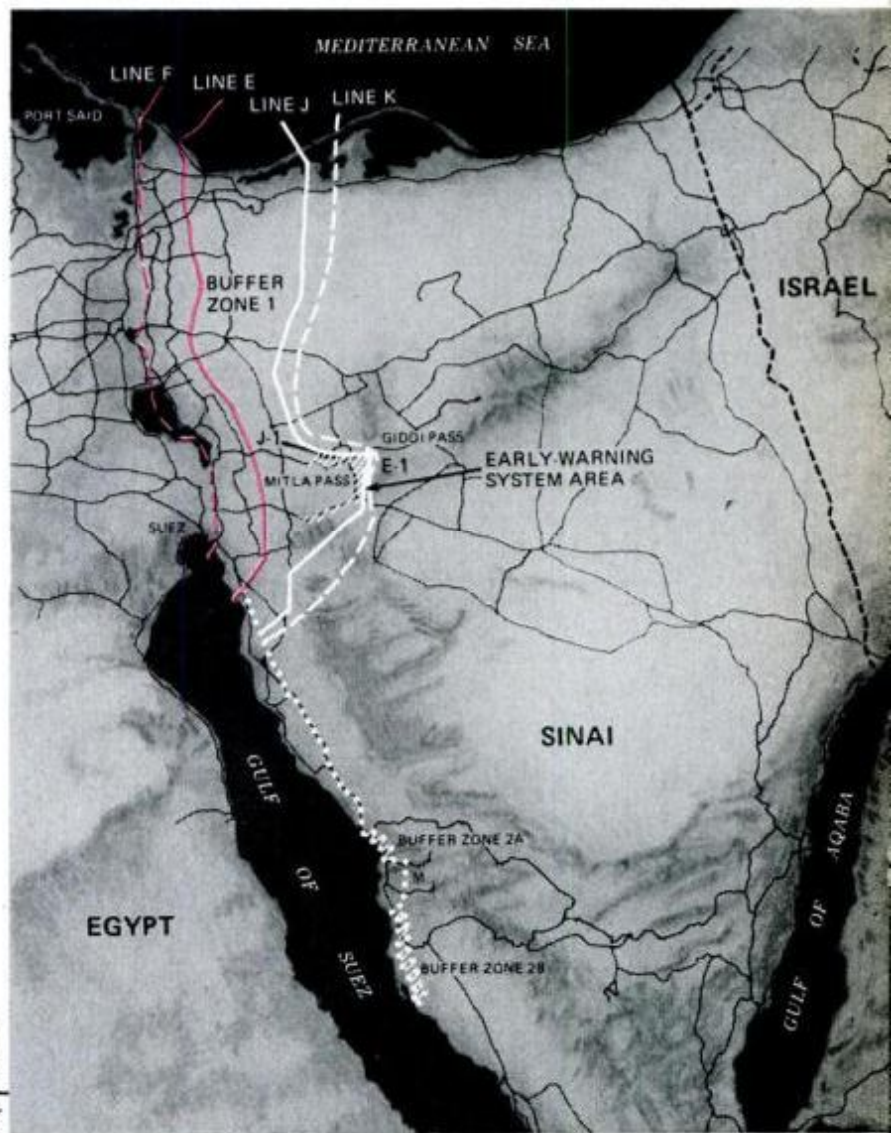 MEDITERRANEAN SEA
LINE F
LINE E
LINE J
LINE K
PORT SAID
BUFFER
ZONE 1
ISRAEL
J-1
GIDDI PASS
E-1
EARLY-WARNING
SYSTEM AREA
MITLA PASS
SUEZ
SINAI
GULF
OF
SUEZ
BUFFER ZONE 2A
M
EGYPT
BUFFER ZONE 2B
GULF OF AQABA